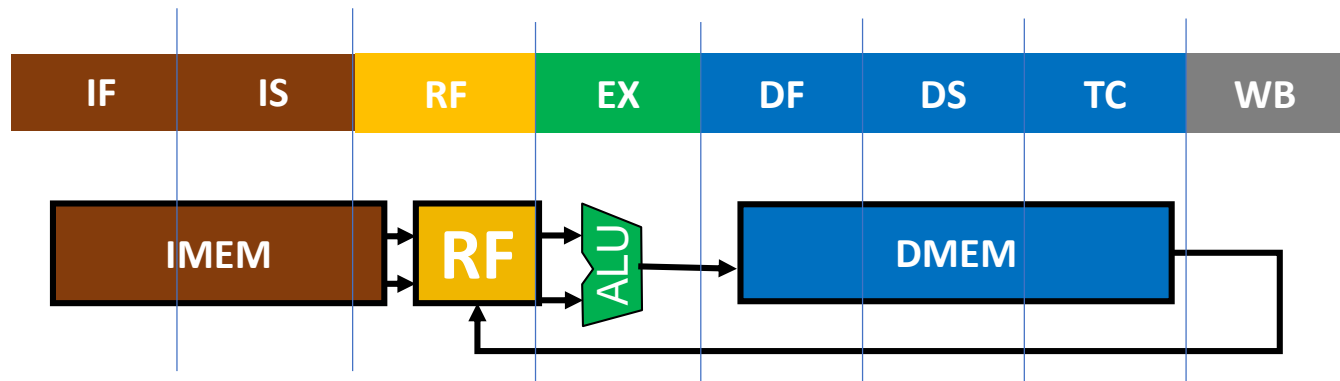 IF IS RF EX DF DS TC WB
IMEM RF ALU DMEM